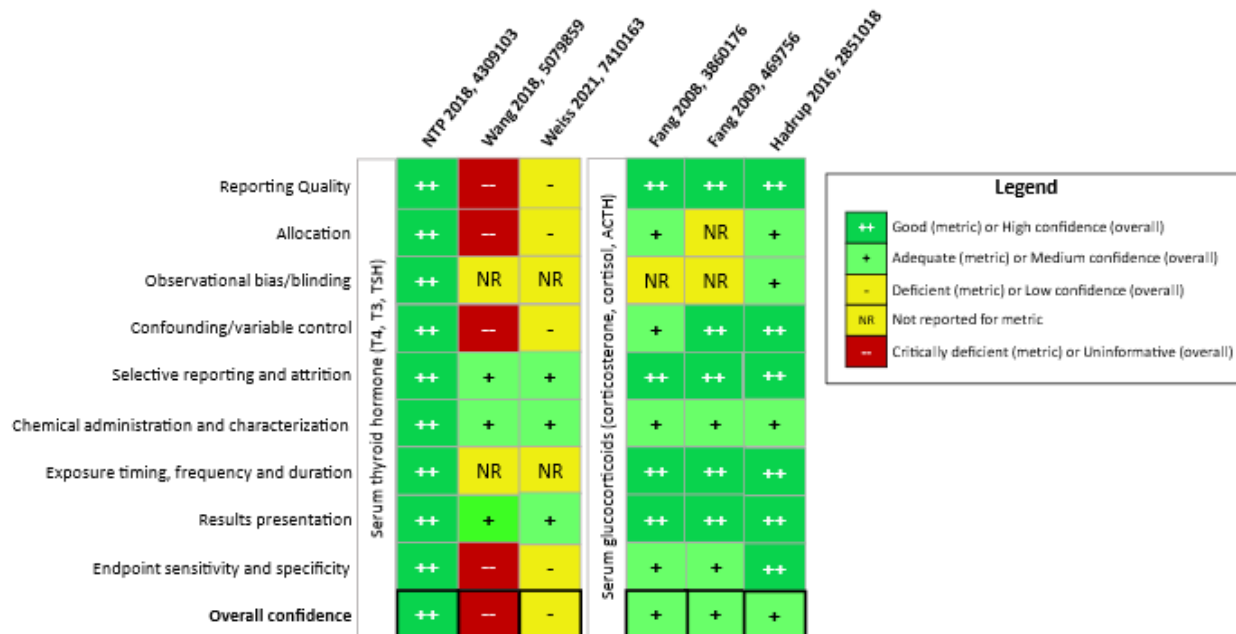 NTP 2018, 4309103
Wang 2018, 5079859
Weiss 2021, 7410163
Fang 2008, 3860176
Fang 2009, 469756
Hadrup 2016, 2851018
Serum thyroid hormone (T4, T3, TSH)
Serum glucocorticoids (corticosterone, cortisol, ACTH)
Reporting Quality ++ -- - ++ ++ ++
Allocation ++ -- - + NR +
Observational bias/blinding ++ NR NR NR NR +
Confounding/variable control ++ -- - + ++ ++
Selective reporting and attrition ++ + + ++ ++ ++
Chemical administration and characterization ++ + + + + +
Exposure timing, frequency and duration ++ NR NR ++ ++ ++
Results presentation ++ + + ++ ++ ++
Endpoint sensitivity and specificity ++ -- - + + ++
Overall confidence ++ -- - + + +
Legend
++ Good (metric) or High confidence (overall)
+ Adequate (metric) or Medium confidence (overall)
- Deficient (metric) or Low confidence (overall)
NR Not reported for metric
-- Critically deficient (metric) or Uninformative (overall)